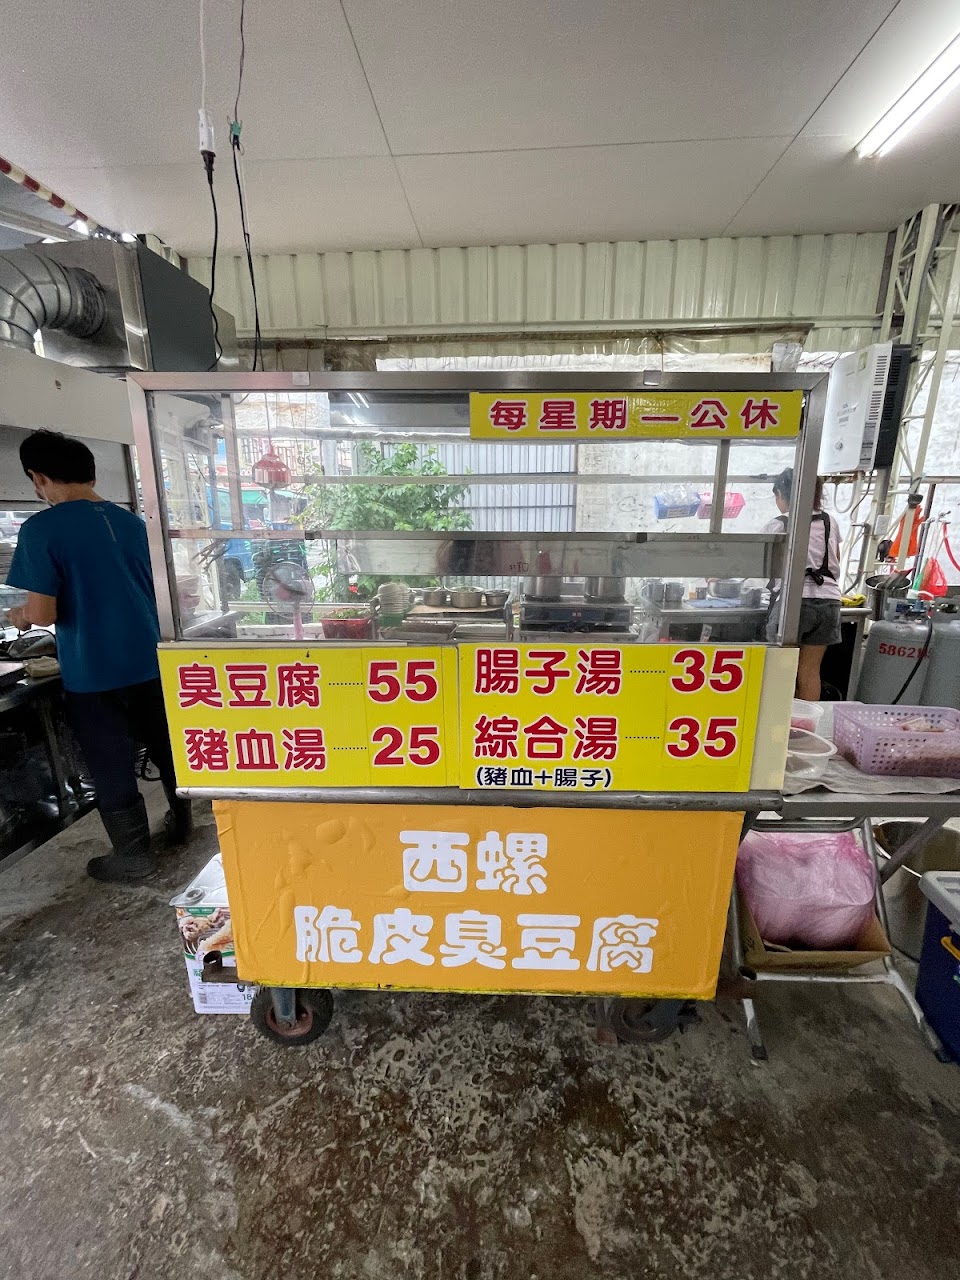 每星期一公休
臭豆腐 55
豬血湯 25
腸子湯 35
綜合湯 35
(豬血+腸子)
西螺
脆皮臭豆腐